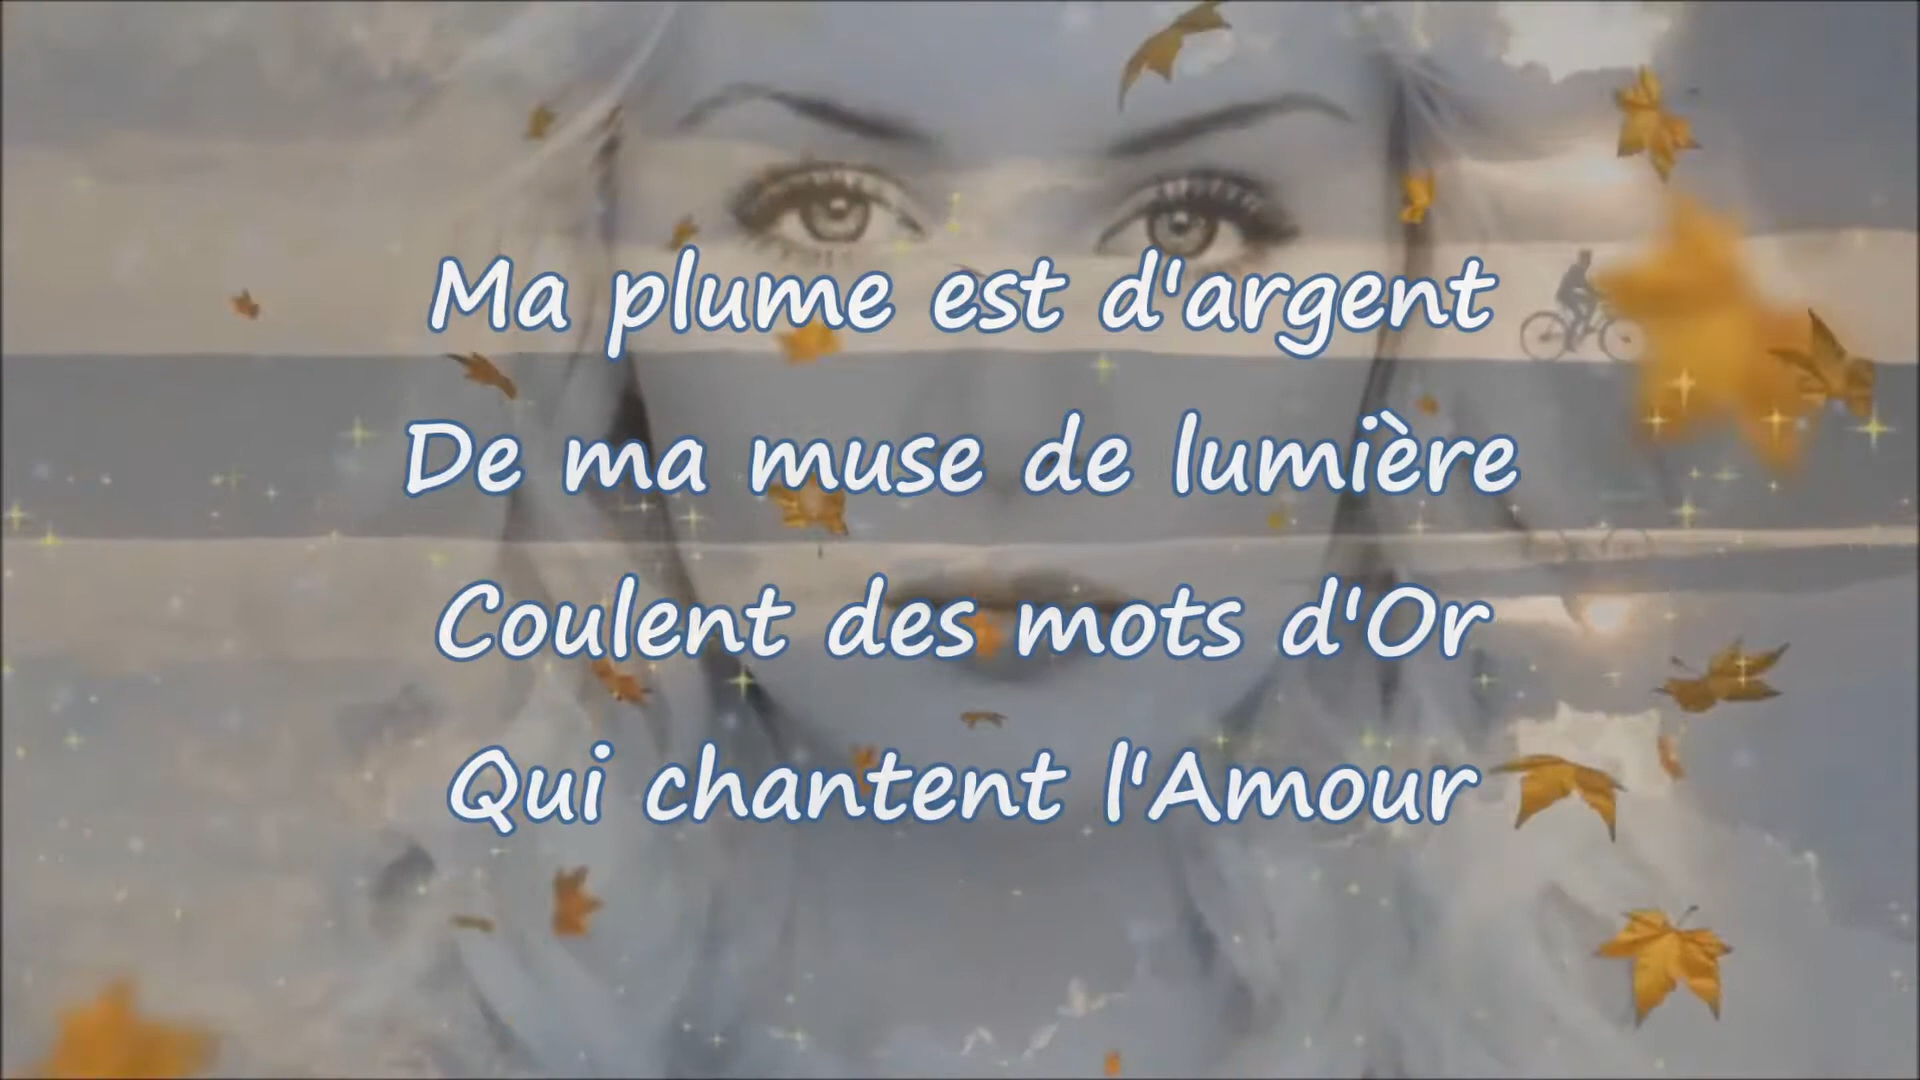 Ma plume est d'argent
De ma muse de lumière
Coulent des mots d'Or
Qui chantent l'Amour